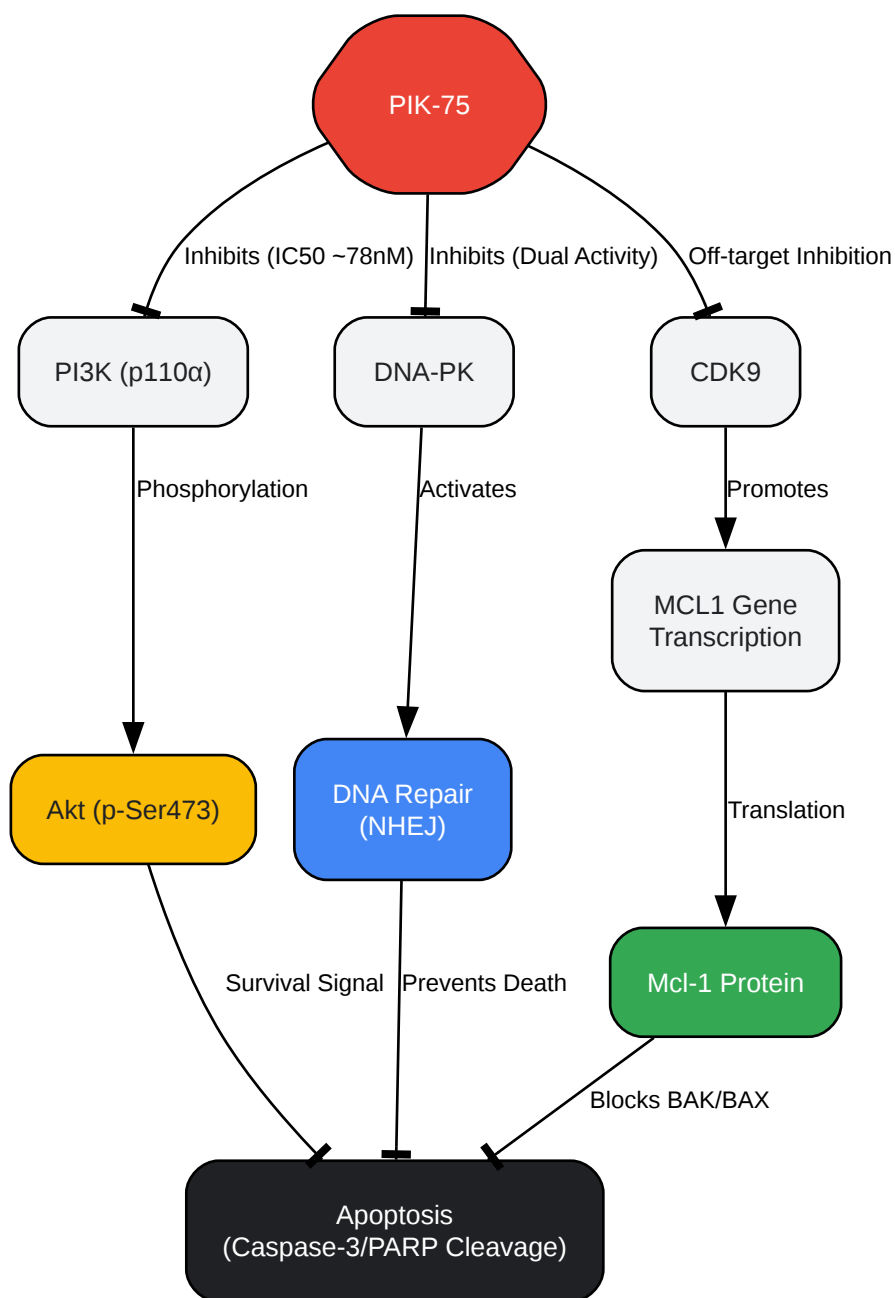 PIK-75
Inhibits (IC50 ~78nM)
Inhibits (Dual Activity)
Off-target Inhibition
PI3K (p110α)
DNA-PK
CDK9
Phosphorylation
Activates
Promotes
MCL1 Gene
Transcription
Akt (p-Ser473)
DNA Repair
(NHEJ)
Translation
Survival Signal
Prevents Death
Mcl-1 Protein
Blocks BAK/BAX
Apoptosis
(Caspase-3/PARP Cleavage)